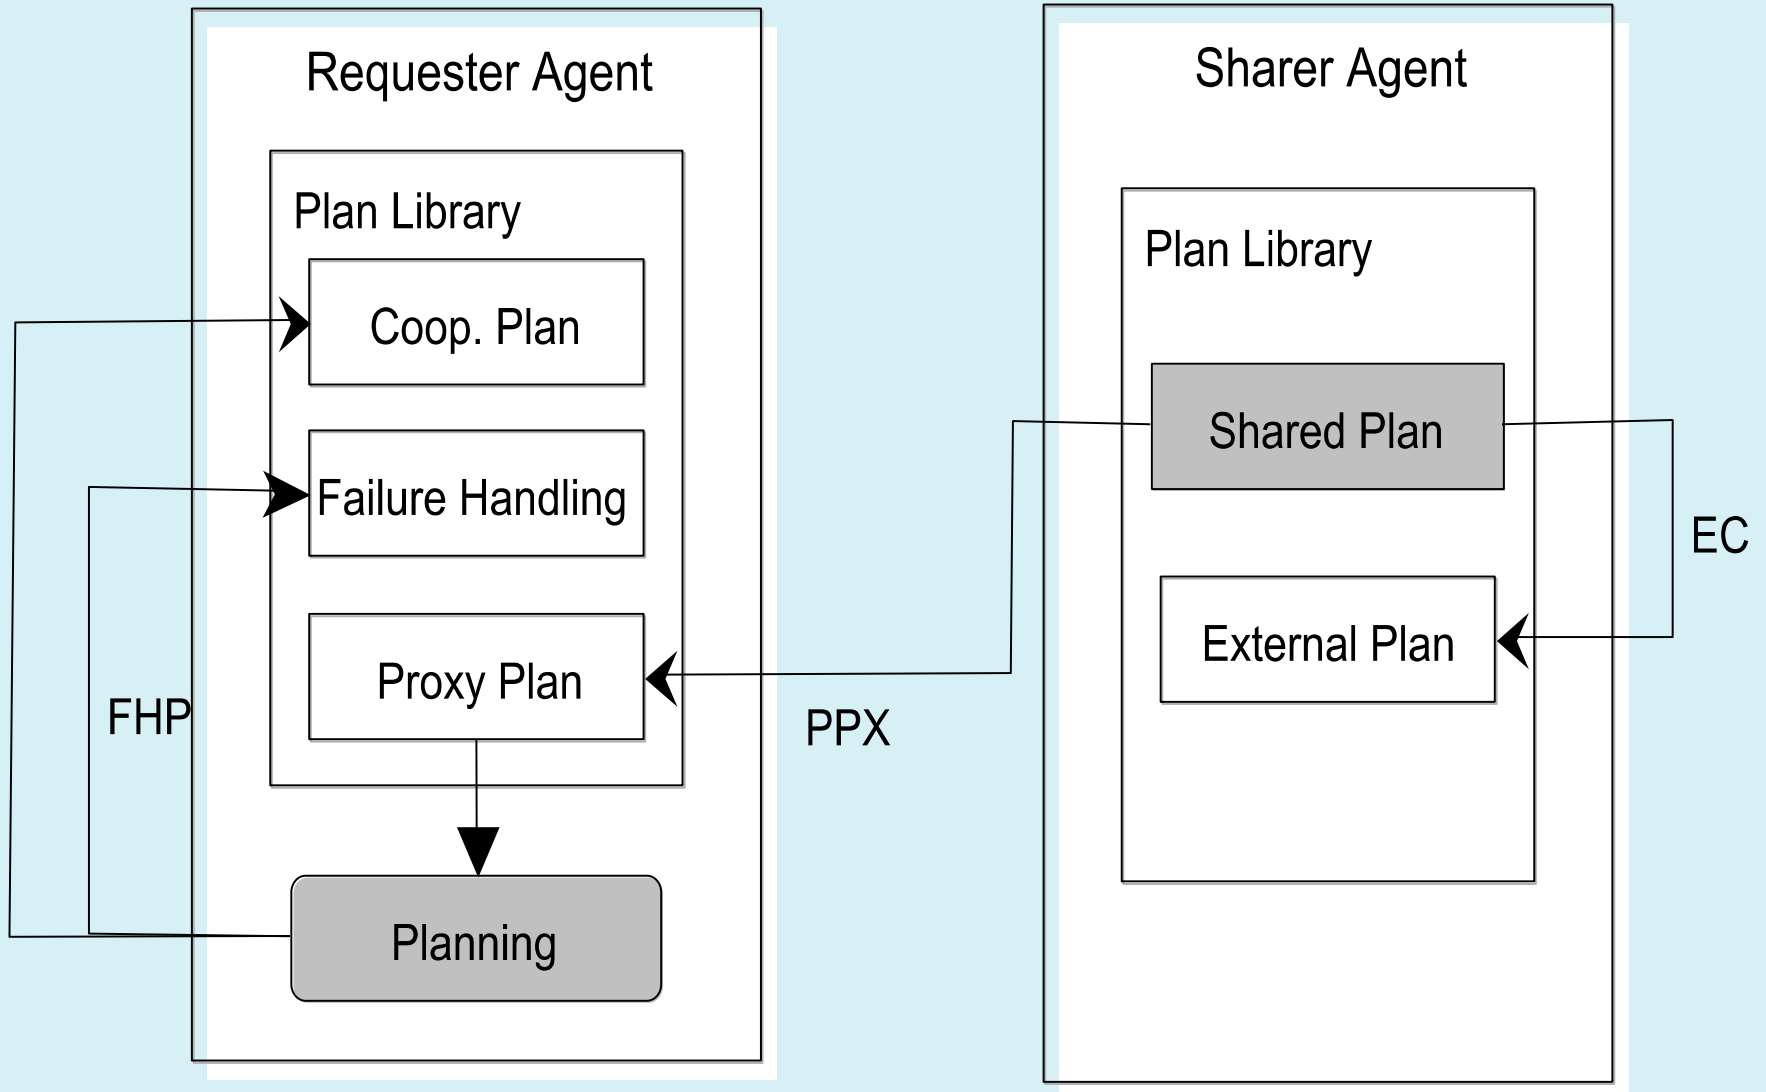 Requester Agent
Plan Library
Coop. Plan
Failure Handling
Proxy Plan
FHP
Planning
PPX
Sharer Agent
Plan Library
Shared Plan
EC
External Plan